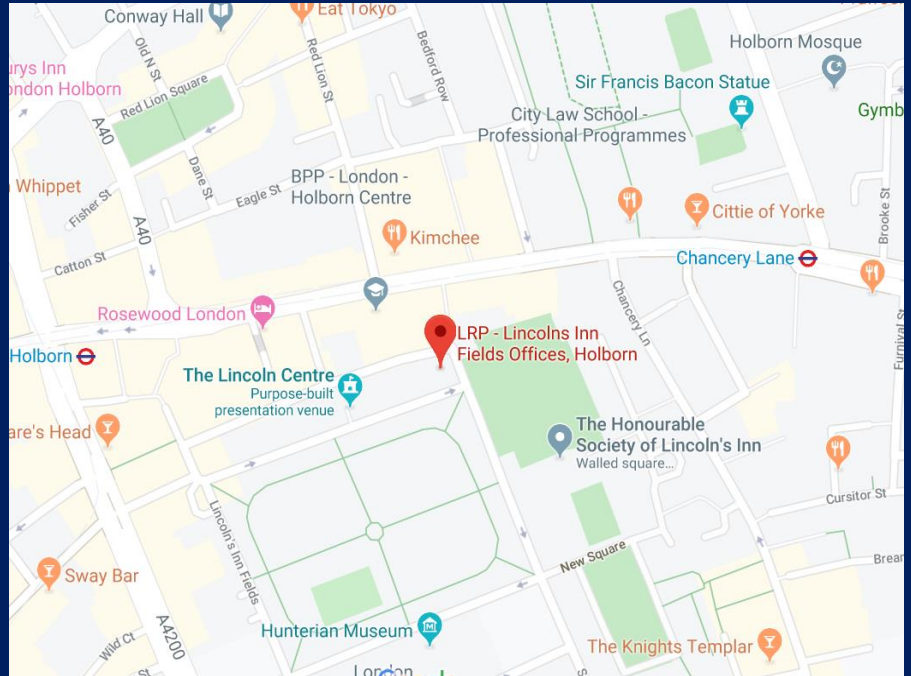 Conway Hall
Eat Tokyo
Holborn Mosque
Old N St
Red Lion St
Bedford Row
urys Inn
ondon Holborn
Red Lion Square
Sir Francis Bacon Statue
Gymb
A40
City Law School -
Professional Programmes
Dane St
BPP - London -
Holborn Centre
Whippet
Fisher St
Eagle St
Cittie of Yorke
Brooke St
A40
Kimchee
Catton St
Chancery Lane
Chancery Ln
Rosewood London
LRP - Lincolns Inn
Fields Offices, Holborn
Holborn
Furnival St
The Lincoln Centre
Purpose-built
presentation venue
are's Head
The Honourable
Society of Lincoln's Inn
Walled square...
Cursitor St
Lincoln's Inn Fields
New Square
Brear
Sway Bar
A4200
Wild Ct
Hunterian Museum
The Knights Templar
London